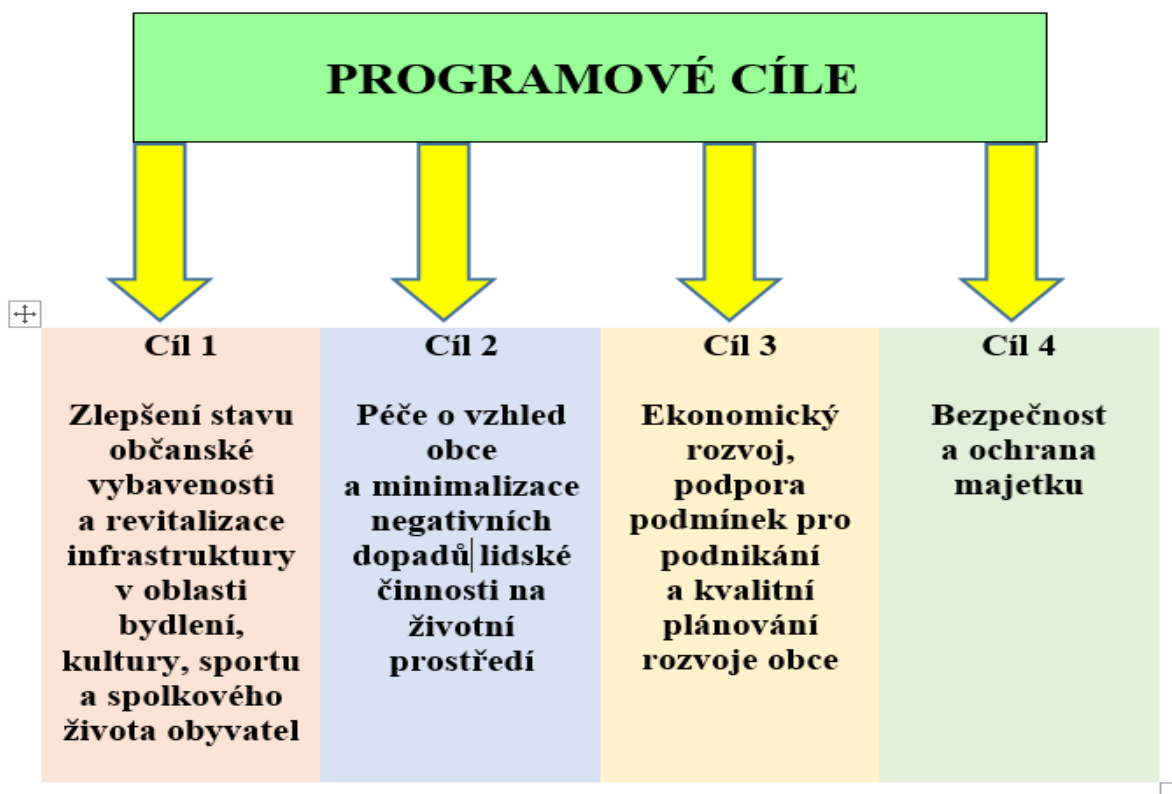 PROGRAMOVÉ CÍLE
Cíl 1
Zlepšení stavu
občanské
vybavenosti
a revitalizace
infrastruktury
v oblasti
bydlení,
kultury, sportu
a spolkového
života obyvatel
Cíl 2
Péče o vzhled
obce
a minimalizace
negativních
dopadů lidské
činnosti na
životní
prostředí
Cíl 3
Ekonomický
rozvoj,
podpora
podmínek pro
podnikání
a kvalitní
plánování
rozvoje obce
Cíl 4
Bezpečnost
a ochrana
majetku